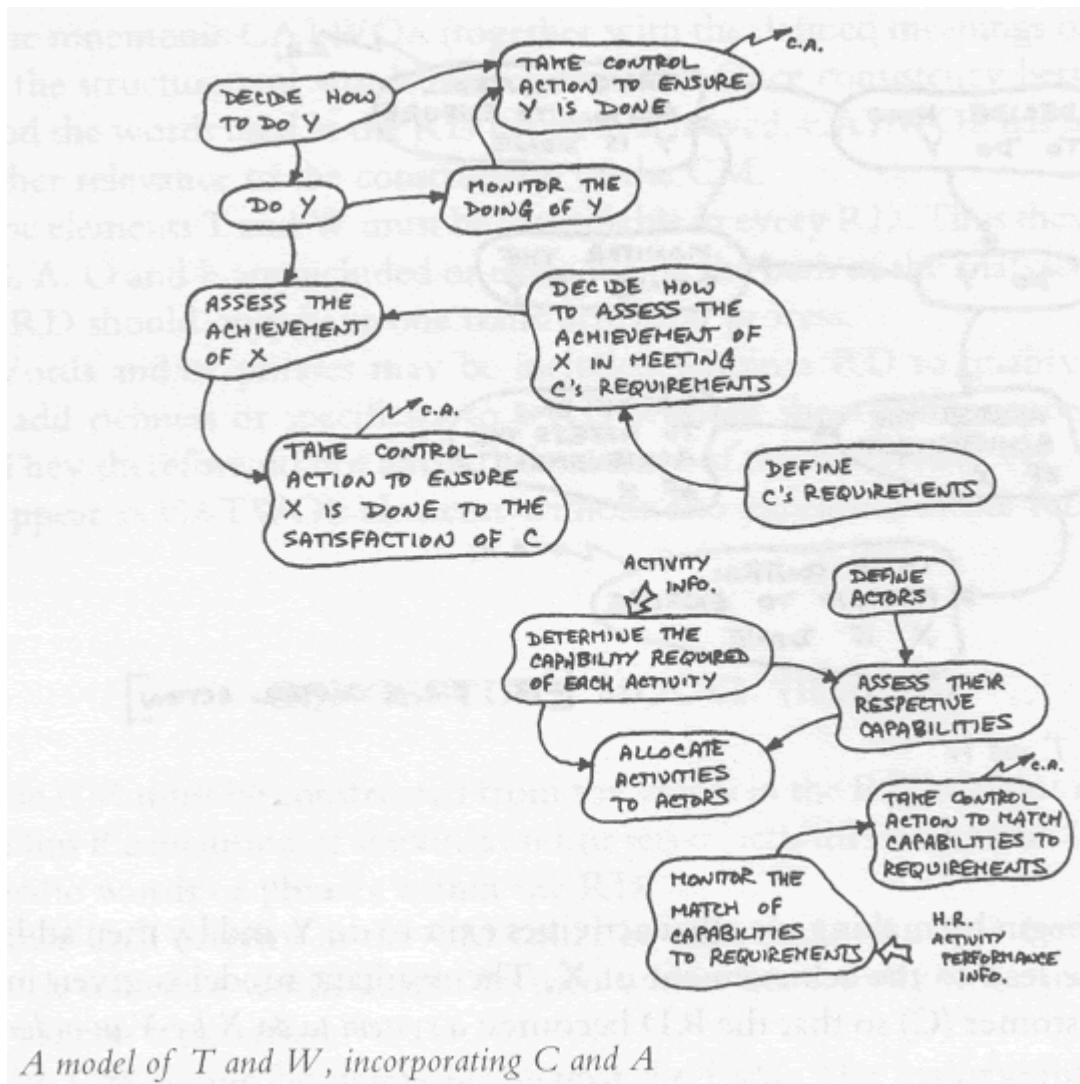 DECIDE HOW
TO DO Y
TAKE CONTROL
ACTION TO ENSURE
Y IS DONE
C.A.
DO Y
MONITOR THE
DOING OF Y
ASSESS THE
ACHIEVEMENT
OF X
DECIDE HOW
TO ASSESS THE
ACHIEVEMENT OF
X IN MEETING
C'S REQUIREMENTS
C.A.
TAKE CONTROL
ACTION TO ENSURE
X IS DONE TO THE
SATISFACTION OF C
DEFINE
C'S REQUIREMENTS
ACTIVITY
INFO.
DEFINE
ACTORS
DETERMINE THE
CAPABILITY REQUIRED
OF EACH ACTIVITY
ASSESS THEIR
RESPECTIVE
CAPABILITIES
ALLOCATE
ACTIVITIES
TO ACTORS
C.A.
TAKE CONTROL
ACTION TO MATCH
CAPABILITIES TO
REQUIREMENTS
MONITOR THE
MATCH OF
CAPABILITIES
TO REQUIREMENTS
H.R.
ACTIVITY
PERFORMANCE
INFO.
A model of T and W, incorporating C and A